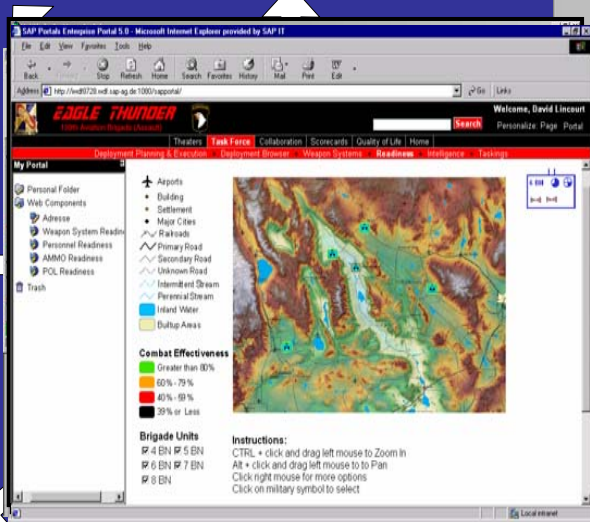 SAP Portals Enterprise Portal 5.0 - Microsoft Internet Explorer provided by SAP IT
File Edit View Favorites Tools Help
Back Stop Refresh Home Search Favorites History Mail Print Edit
Address Go Links
EAGLE THUNDER
Aviation Brigade (Assault)
Welcome, David Lincourt
Search
Personalize: Page Portal
Theaters Task Force Collaboration Scorecards Quality of Life Home
Deployment Planning & Execution Deployment Browser Weapon Systems Readiness Intelligence Taskings
My Portal
Personal Folder
Web Components
Adresse
Weapon System Readin
Personnel Readiness
AMMO Readiness
POL Readiness
Trash
Airports
Building
Settlement
Major Cities
Railroads
Primary Road
Secondary Road
Unknown Road
Intermittent Stream
Perennial Stream
Inland Water
Builtup Areas
Combat Effectiveness
Greater than 80%
60% - 79 %
40% - 59 %
39% or Less
Brigade Units
4 BN 5 BN
6 BN 7 BN
8 BN
Instructions:
CTRL + click and drag left mouse to Zoom In
Alt + click and drag left mouse to to Pan
Click right mouse for more options
Click on military symbol to select
Local intranet